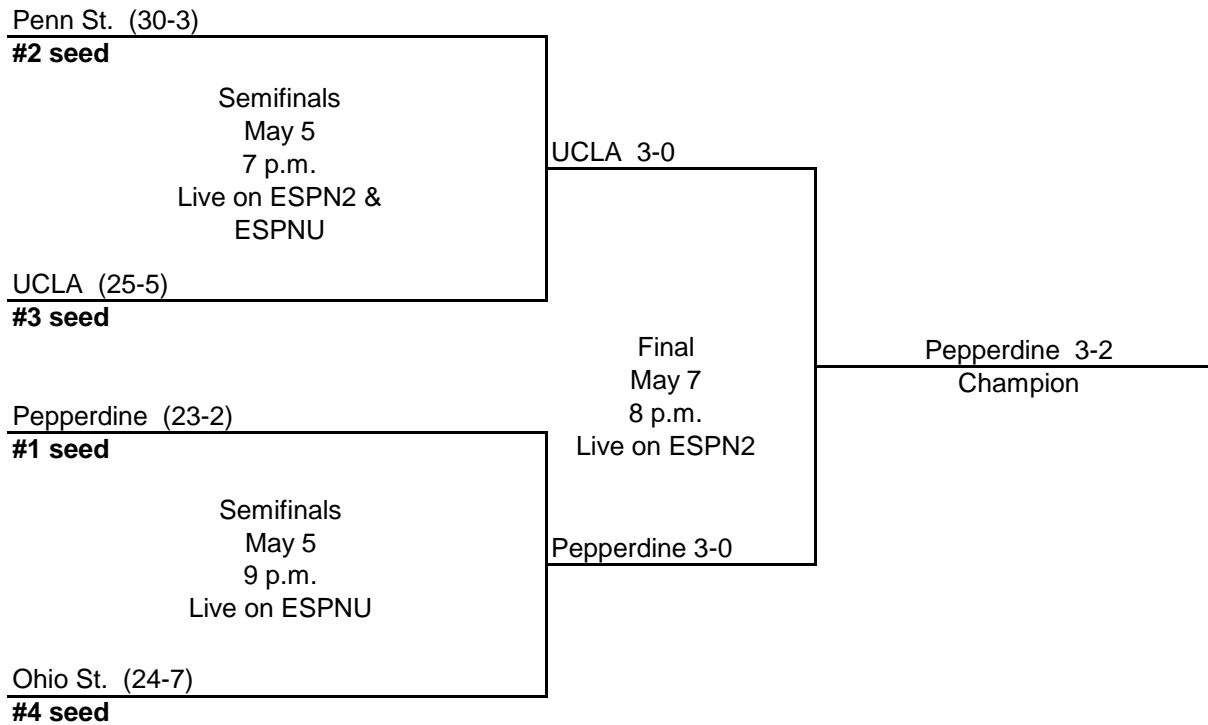 Penn St. (30-3)
#2 seed
Semifinals
May 5
7 p.m.
Live on ESPN2 &
ESPNU
UCLA 3-0
UCLA (25-5)
#3 seed
Final
May 7
8 p.m.
Live on ESPN2
Pepperdine 3-2
Champion
Pepperdine (23-2)
#1 seed
Semifinals
May 5
9 p.m.
Live on ESPNU
Pepperdine 3-0
Ohio St. (24-7)
#4 seed